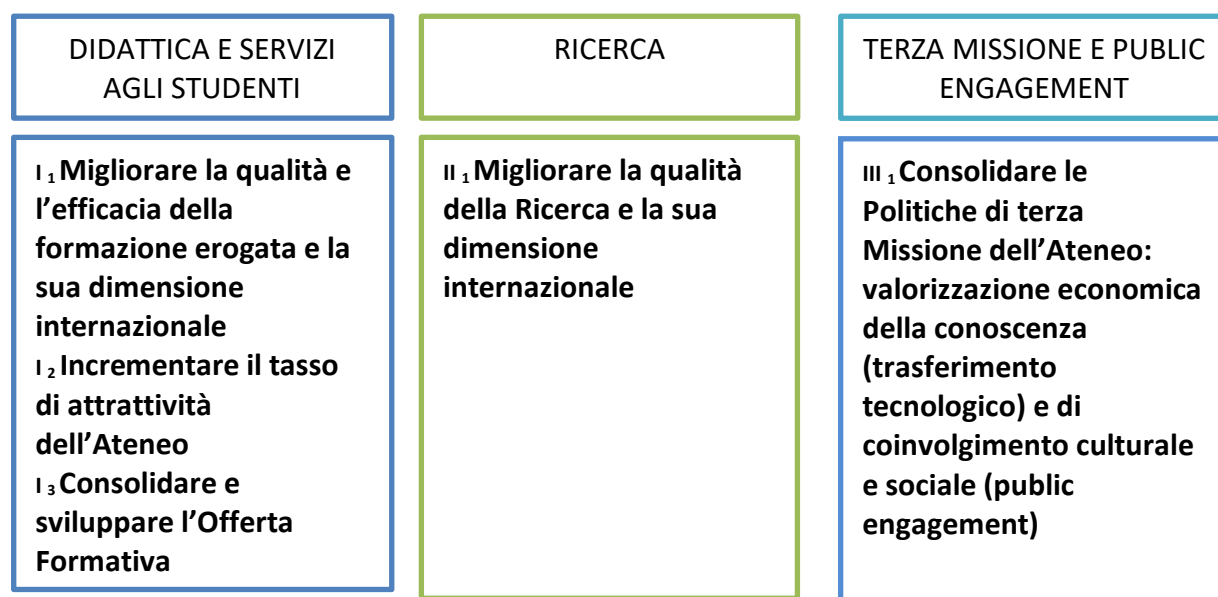 DIDATTICA E SERVIZI
AGLI STUDENTI
I 1 Migliorare la qualità e
l’efficacia della
formazione erogata e la
sua dimensione
internazionale
I 2 Incrementare il tasso
di attrattività
dell’Ateneo
I 3 Consolidare e
sviluppare l’Offerta
Formativa
RICERCA
II 1 Migliorare la qualità
della Ricerca e la sua
dimensione
internazionale
TERZA MISSIONE E PUBLIC
ENGAGEMENT
III 1 Consolidare le
Politiche di terza
Missione dell’Ateneo:
valorizzazione economica
della conoscenza
(trasferimento
tecnologico) e di
coinvolgimento culturale
e sociale (public
engagement)